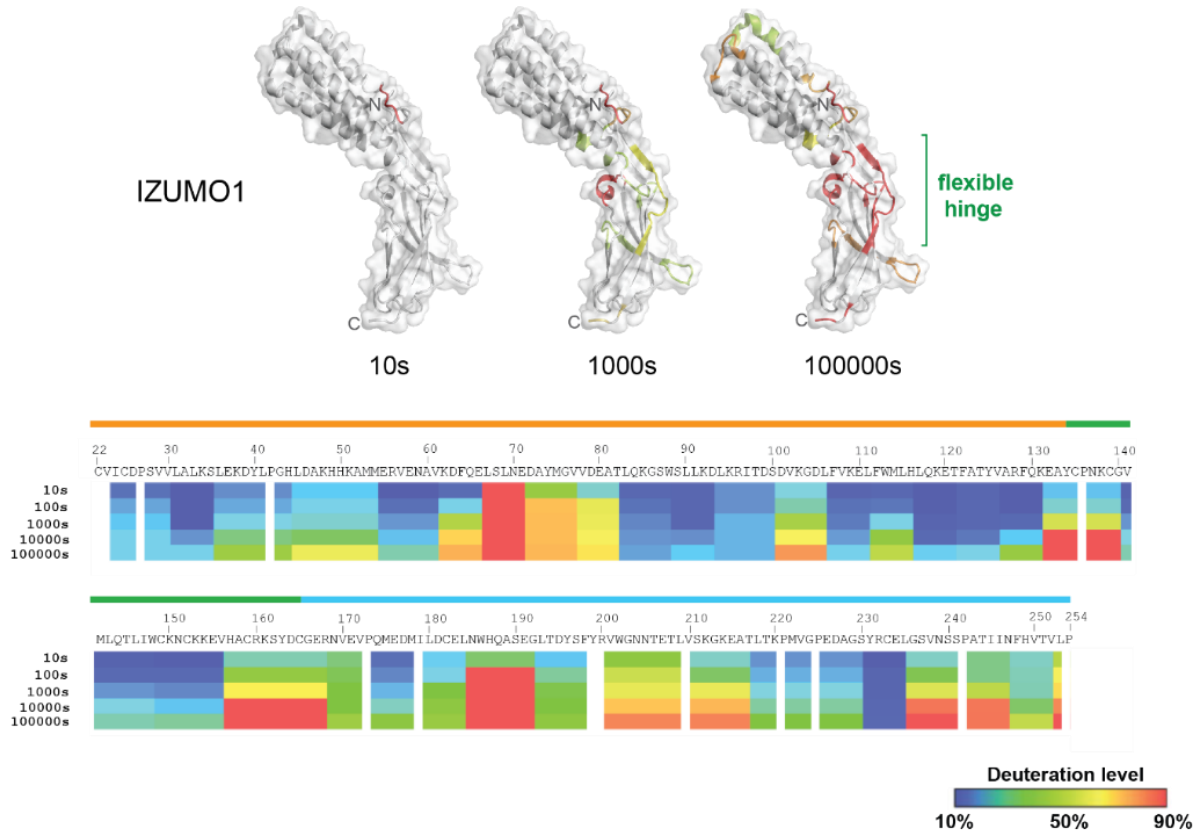 IZUMO1
N
N
N
flexible
hinge
C
C
C
10s
1000s
100000s
22 30 40 50 60 70 80 90 100 110 120 130 140
CVICDPSVVLALKSLEKDYLPGHLDAKHHKAMMERVENAVKDFQELSLNEDAYMGVVDEATLQKGSWSLLKDLKRITDSDVKGDLFVKELFWMLHLQKETFATYVARFQKEAYCPNKCGV
10s
100s
1000s
10000s
100000s
150 160 170 180 190 200 210 220 230 240 250 254
MLQTLIWCKNCKKEVHACRKSYDCGERNVEVPQMEDMILDCELNWHQASEGLTDYSFYRVWGNNTETLVSKGKEATLTKPMVGPEDAGSYRCELGSVNSSPATIINFHVTVLP
10s
100s
1000s
10000s
100000s
Deuteration level
10% 50% 90%